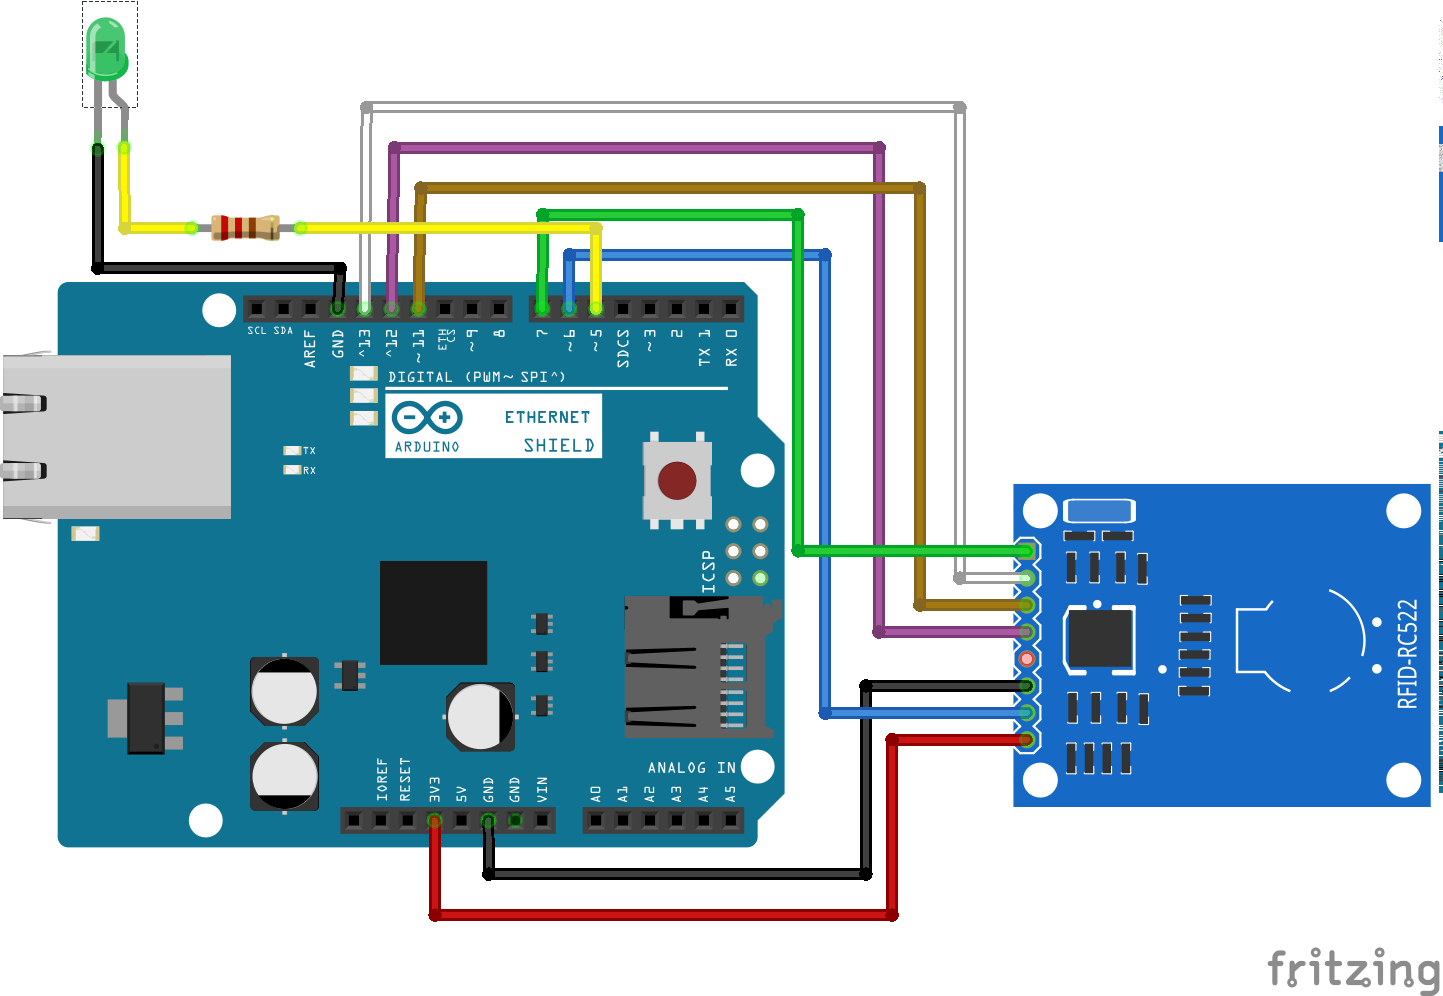 SCL SDA
AREF
GND
^13
^12
~11
ETH
CS
~9
8
7
~6
~5
SDCS
~3
2
TX 1
RX 0
DIGITAL (PWM~ SPI^)
ETHERNET
SHIELD
ARDUINO
TX
RX
ICSP
RFID-RC522
ANALOG IN
IOREF
RESET
3V3
5V
GND
GND
VIN
A0
A1
A2
A3
A4
A5
fritzing